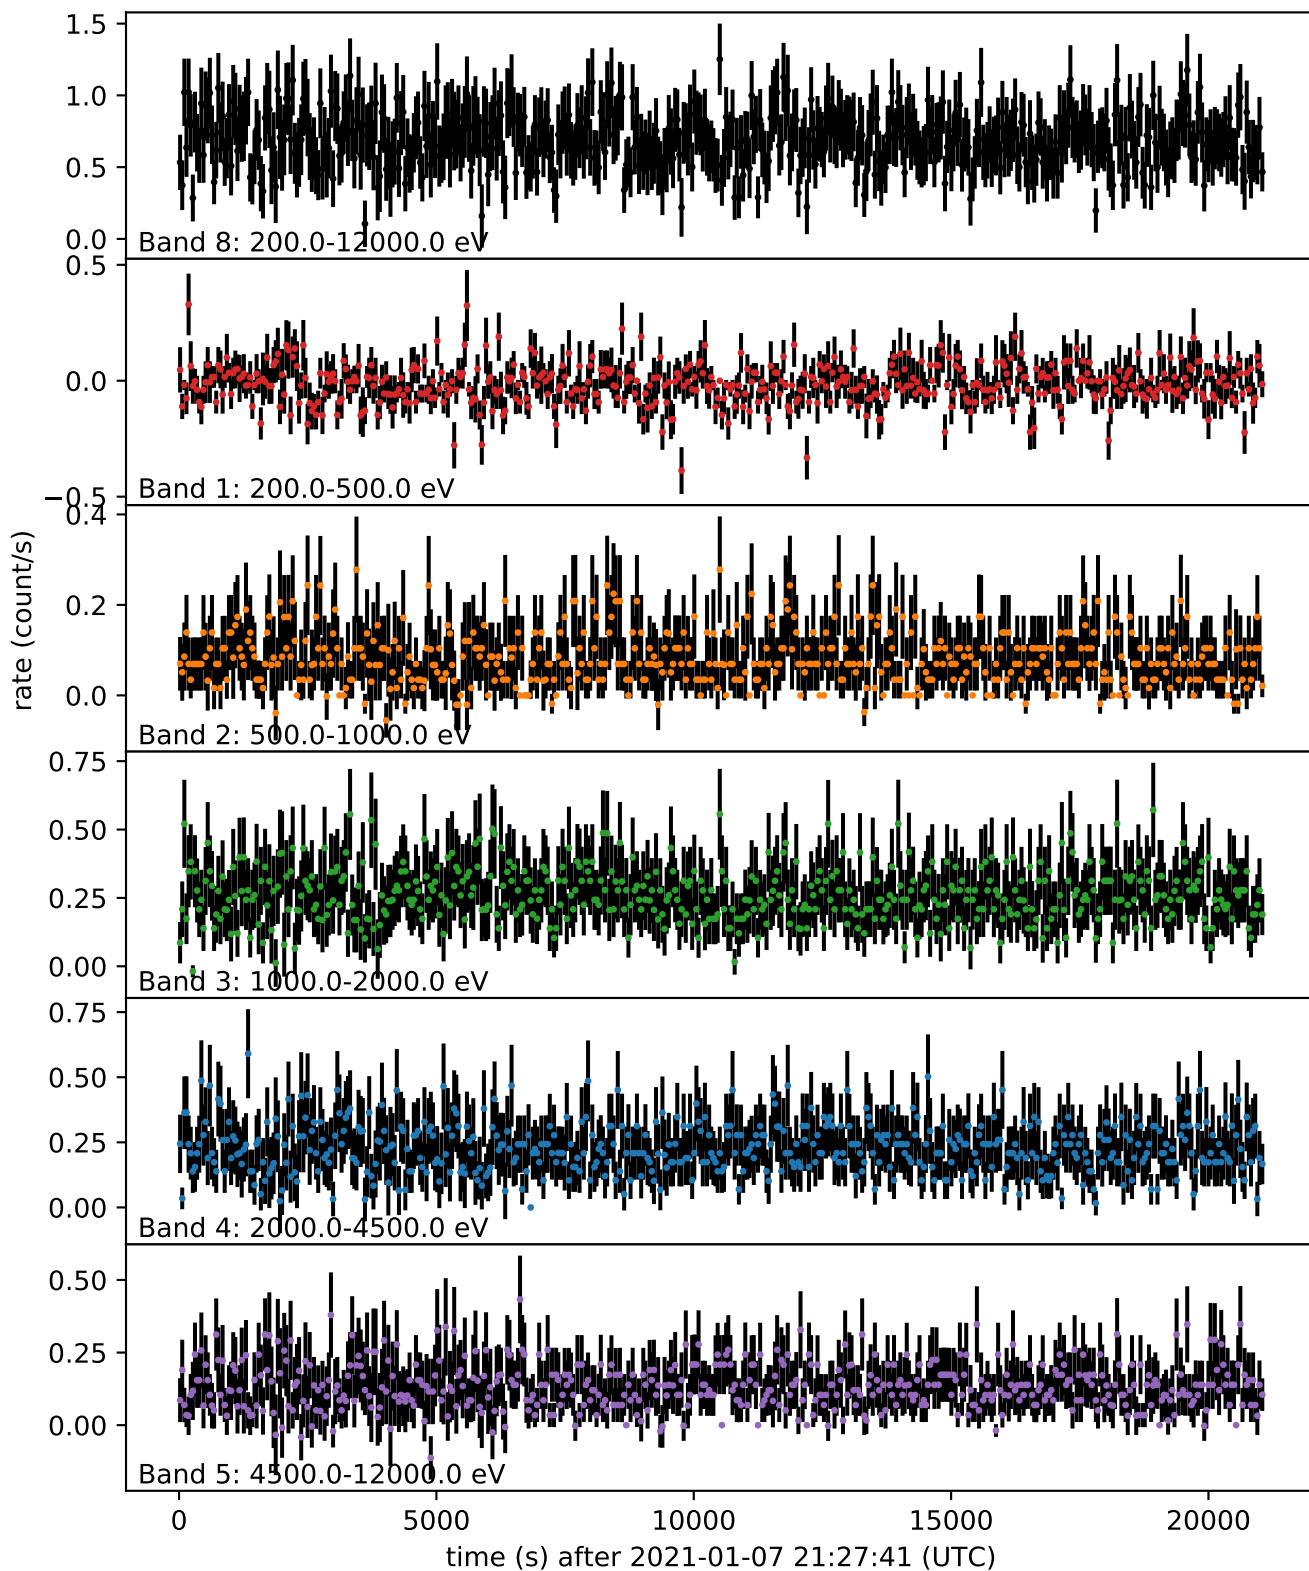 1.5
1.0
0.5
0.0
Band 8: 200.0-12000.0 eV
0.5
0.0
−0.5
Band 1: 200.0-500.0 eV
0.4
0.2
0.0
Band 2: 500.0-1000.0 eV
rate (count/s)
0.75
0.50
0.25
0.00
Band 3: 1000.0-2000.0 eV
0.75
0.50
0.25
0.00
Band 4: 2000.0-4500.0 eV
0.50
0.25
0.00
Band 5: 4500.0-12000.0 eV
0 5000 10000 15000 20000
time (s) after 2021-01-07 21:27:41 (UTC)